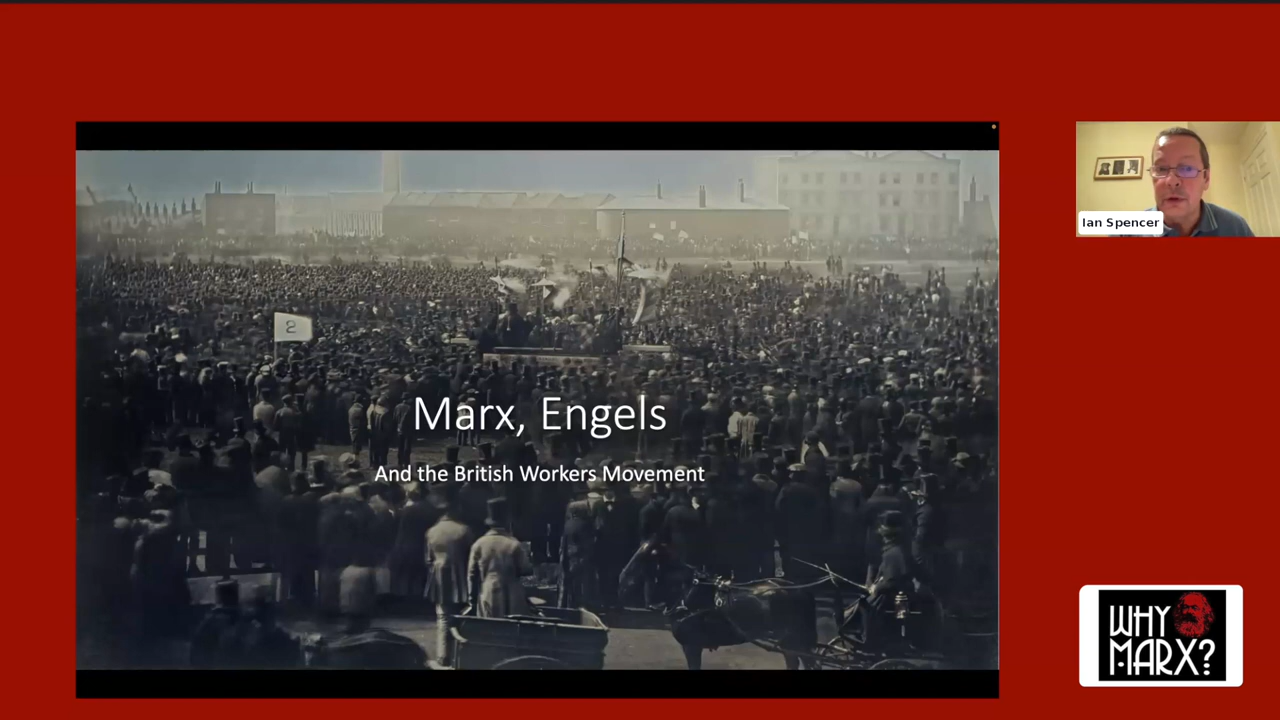 2
Marx, Engels
And the British Workers Movement
Ian Spencer
WHY
MARX?